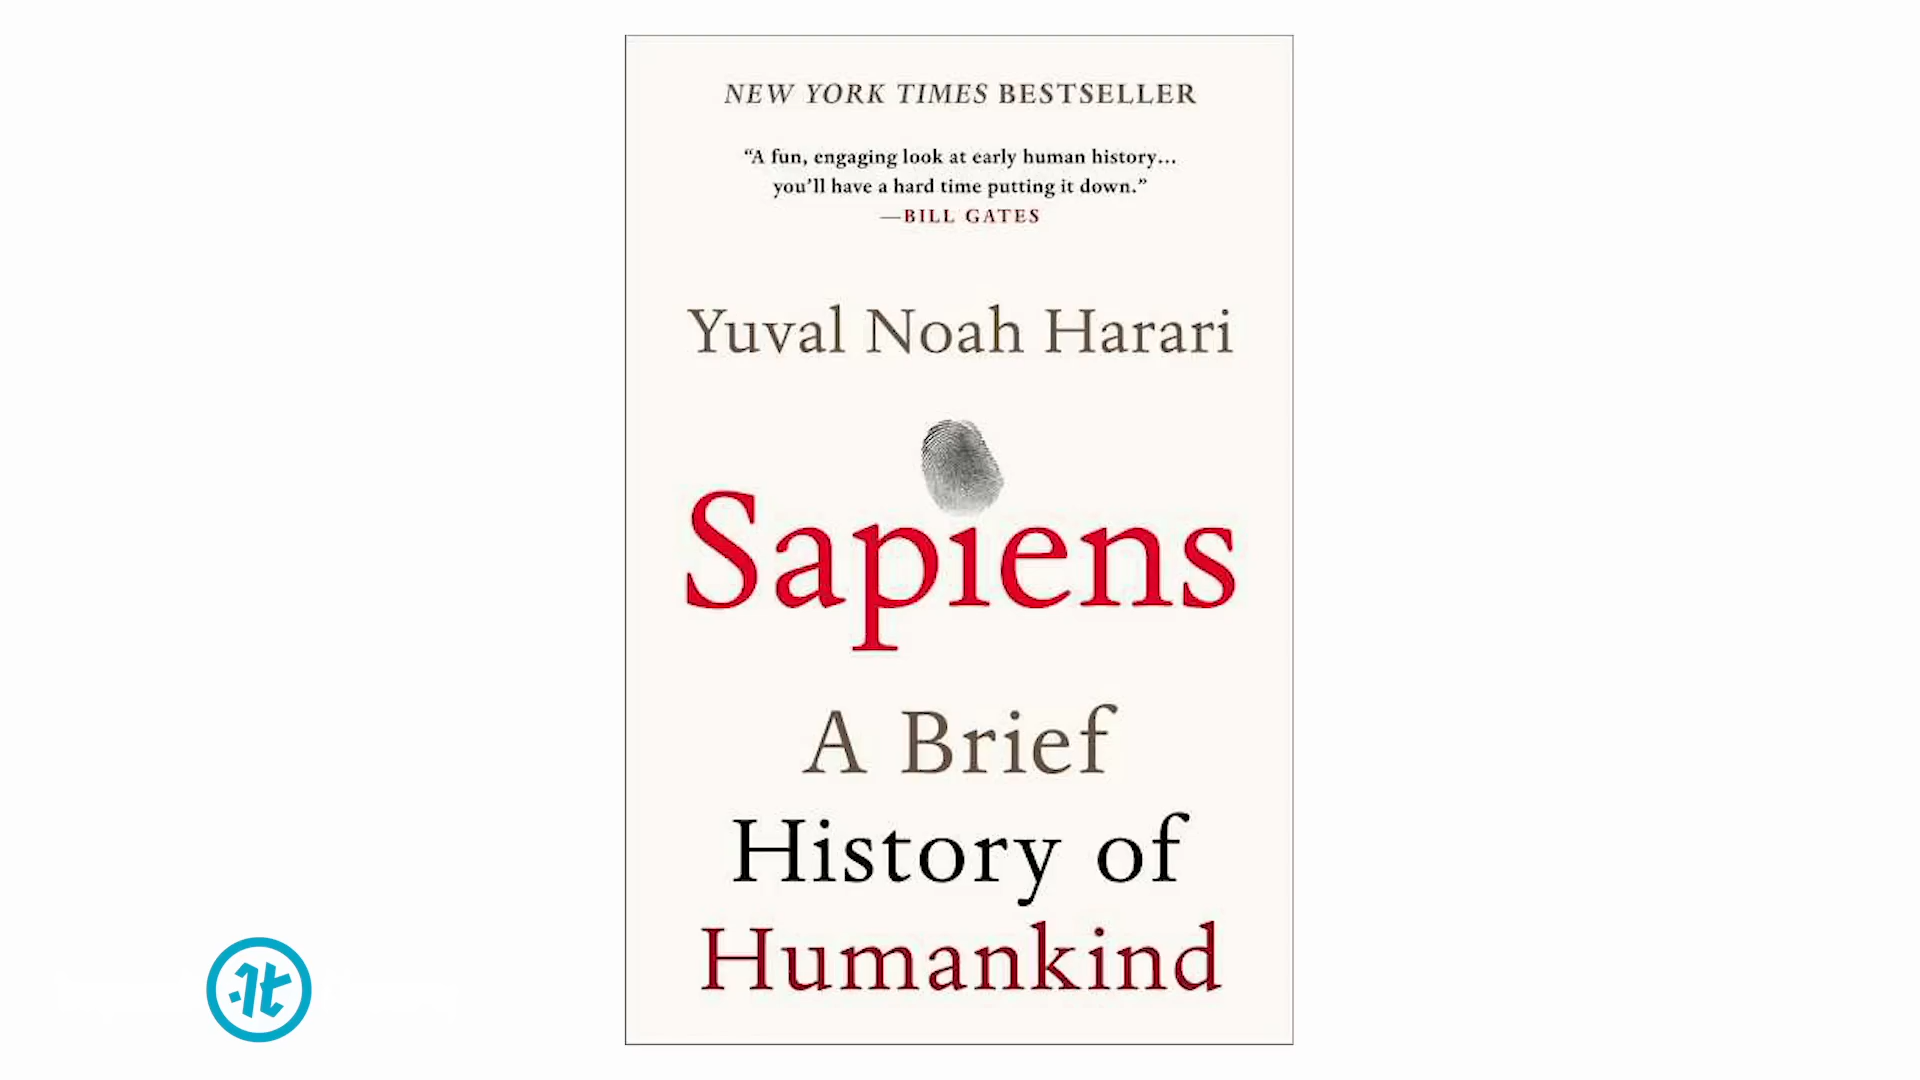 NEW YORK TIMES BESTSELLER
“A fun, engaging look at early human history...
you’ll have a hard time putting it down.”
—BILL GATES
Yuval Noah Harari
Sapiens
A Brief
History of
Humankind